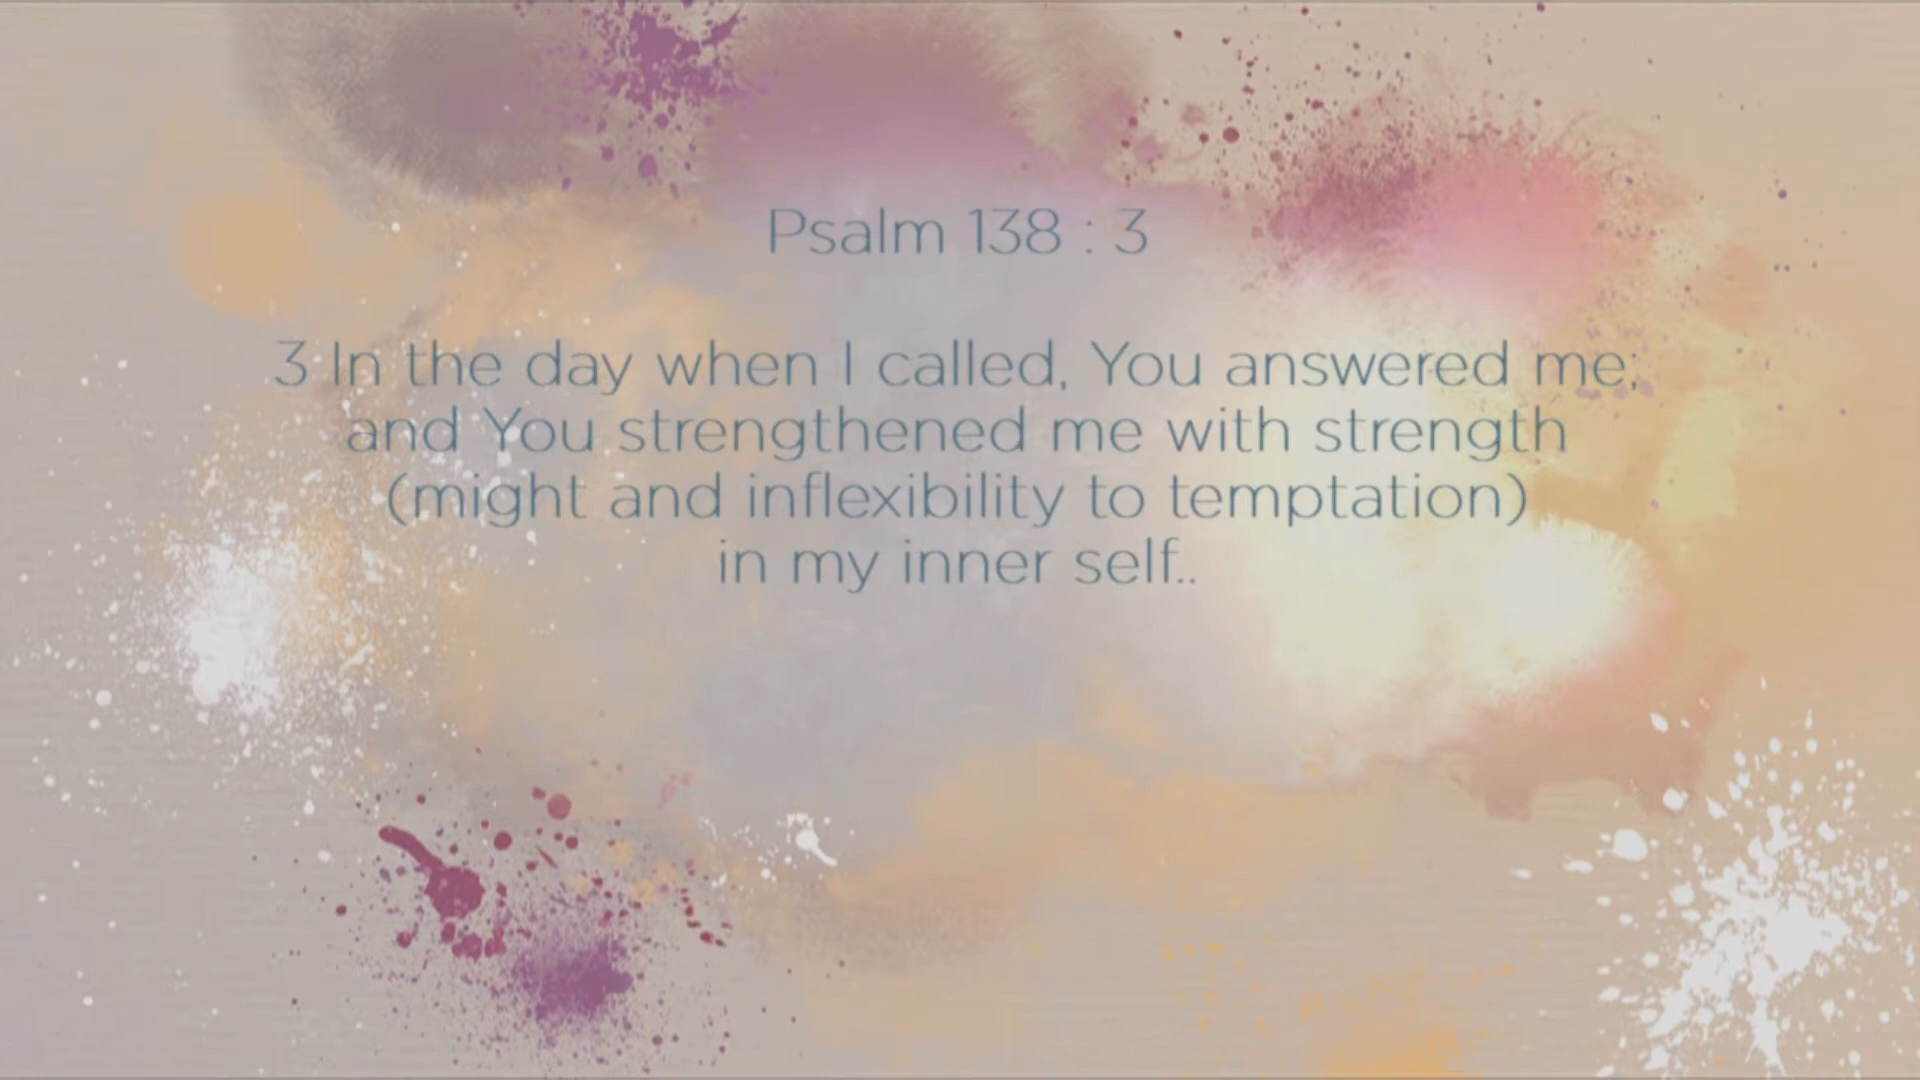 Psalm 138 : 3
3 In the day when I called, You answered me;
and You strengthened me with strength
(might and inflexibility to temptation)
in my inner self..